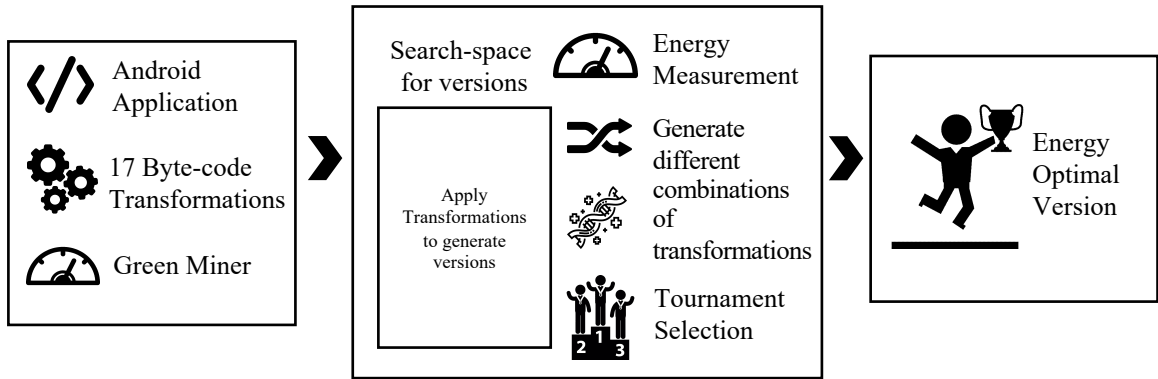 Android
Application
17 Byte-code
Transformations
Green Miner
Search-space
for versions
Apply
Transformations
to generate
versions
Energy
Measurement
Generate
different
combinations
of
transformations
Tournament
Selection
2
1
3
Energy
Optimal
Version